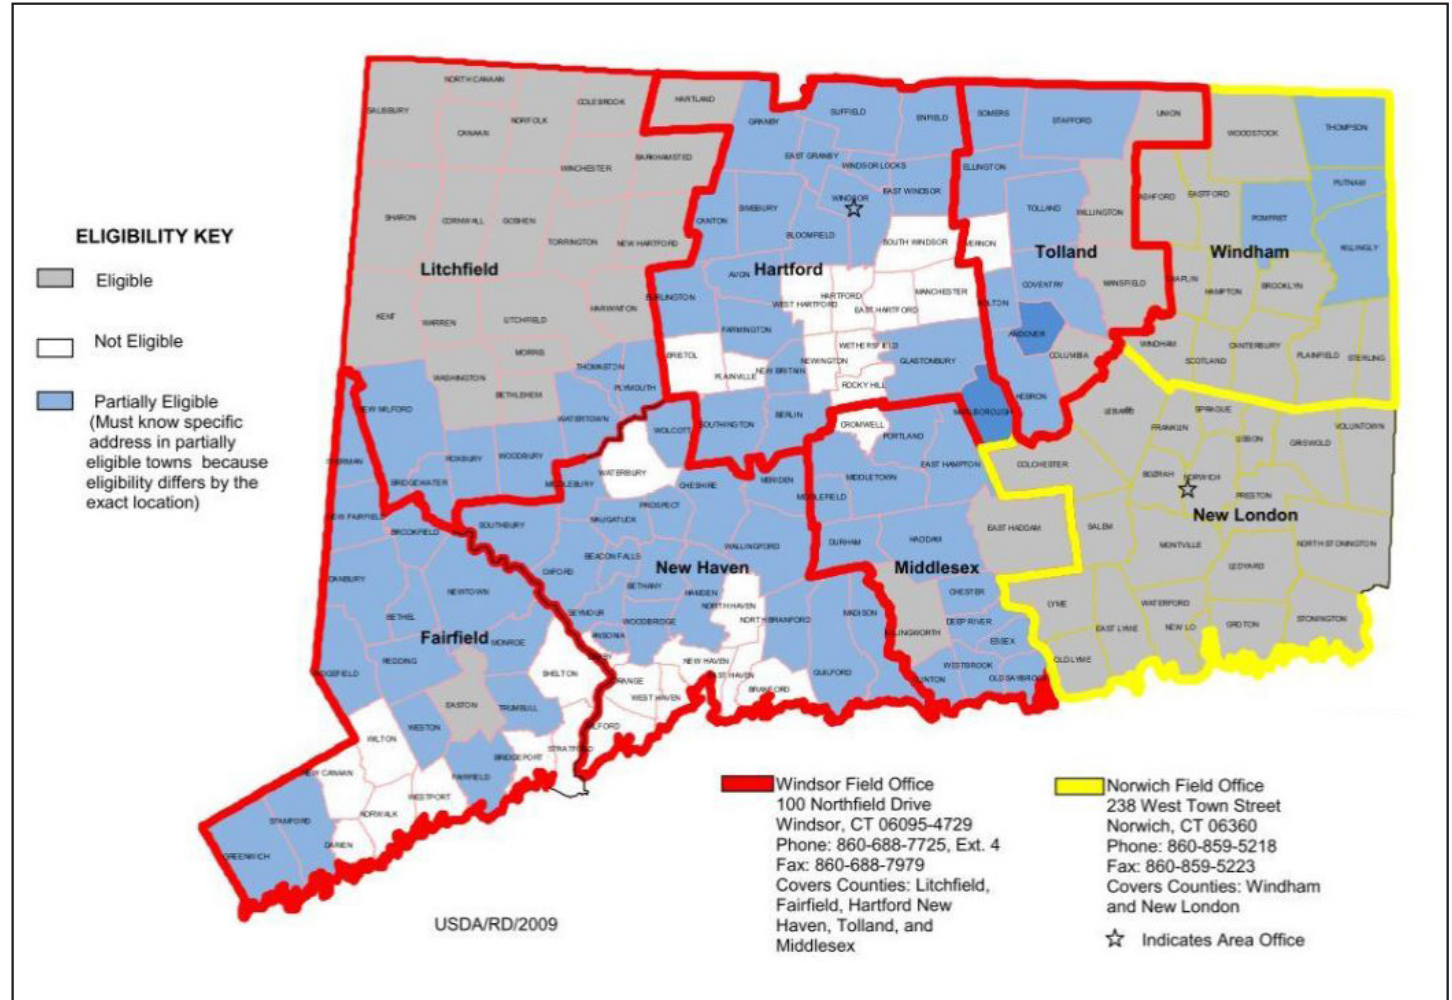 ELIGIBILITY KEY
Eligible
Not Eligible
Partially Eligible
(Must know specific
address in partially
eligible towns because
eligibility differs by the
exact location)
NORTH CANAAN
SALISBURY
COLESBROOK
CANAAN
NORFOLK
WINCHESTER
BARKHAMSTED
SHARON
CORNWALL
GOSHEN
TORRINGTON
NEW HARTFORD
Litchfield
KENT
WARREN
LITCHFIELD
HARWINTON
MORRIS
WASHINGTON
BETHLEHEM
THOMASTON
PLYMOUTH
WATERTOWN
NEW MILFORD
ROXBURY
WOODBURY
BRIDGEWATER
HARTLAND
GRANBY
SUFFIELD
ENFIELD
EAST GRANBY
WINDSOR LOCKS
EAST WINDSOR
WINDSOR
CANTON
SIMSBURY
BLOOMFIELD
SOUTH WINDSOR
Hartford
AVON
BURLINGTON
HARTFORD
WEST HARTFORD
MANCHESTER
EAST HARTFORD
FARMINGTON
BRISTOL
PLAINVILLE
NEW BRITAIN
NEWINGTON
WETHERSFIELD
GLASTONBURY
ROCKY HILL
MARLBOROUGH
SOUTHINGTON
BERLIN
SOMERS
STAFFORD
UNION
ELLINGTON
TOLLAND
WILLINGTON
VERNON
Tolland
COVENTRY
MANSFIELD
BOLTON
ANDOVER
COLUMBIA
HEBRON
WOODSTOCK
THOMPSON
ASHFORD
EASTFORD
PUTNAM
POMFRET
KILLINGLY
Windham
CHAPLIN
HAMPTON
BROOKLYN
WINDHAM
SCOTLAND
CANTERBURY
PLAINFIELD
STERLING
LEBANON
FRANKLIN
SPRAGUE
LISBON
GRISWOLD
VOLUNTOWN
COLCHESTER
BOZRAH
NORWICH
PRESTON
New London
SALEM
MONTVILLE
LEDYARD
NORTH STONINGTON
LYME
EAST LYME
WATERFORD
NEW LO
GROTON
STONINGTON
OLD LYME
CROMWELL
PORTLAND
EAST HAMPTON
MIDDLETOWN
MIDDLEFIELD
DURHAM
HADDAM
EAST HADDAM
Middlesex
CHESTER
DEEP RIVER
ESSEX
KILLINGWORTH
WESTBROOK
OLD SAYBROOK
CLINTON
WOLCOTT
WATERBURY
MIDDLEBURY
CHESHIRE
MERIDEN
PROSPECT
NAUGATUCK
SOUTHBURY
BEACON FALLS
WALLINGFORD
OXFORD
New Haven
BETHANY
HAMDEN
NORTH HAVEN
SEYMOUR
WOODBRIDGE
NORTH BRANFORD
MADISON
ANSONIA
ORANGE
NEW HAVEN
EAST HAVEN
GUILFORD
WEST HAVEN
BRANFORD
MILFORD
SHERMAN
NEW FAIRFIELD
BROOKFIELD
DANBURY
NEWTOWN
BETHEL
Fairfield
MONROE
REDDING
RIDGEFIELD
SHELTON
EASTON
TRUMBULL
WESTON
WILTON
STRATFORD
BRIDGEPORT
FAIRFIELD
NEW CANAAN
WESTPORT
NORWALK
STAMFORD
DARIEN
GREENWICH
USDA/RD/2009
Windsor Field Office
100 Northfield Drive
Windsor, CT 06095-4729
Phone: 860-688-7725, Ext. 4
Fax: 860-688-7979
Covers Counties: Litchfield,
Fairfield, Hartford New
Haven, Tolland, and
Middlesex
Norwich Field Office
238 West Town Street
Norwich, CT 06360
Phone: 860-859-5218
Fax: 860-859-5223
Covers Counties: Windham
and New London
Indicates Area Office